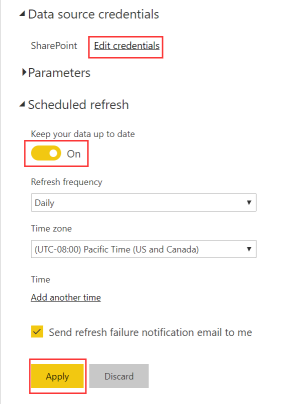 Data source credentials
SharePoint Edit credentials
Parameters
Scheduled refresh
Keep your data up to date
On
Refresh frequency
Daily
Time zone
(UTC-08:00) Pacific Time (US and Canada)
Time
Add another time
Send refresh failure notification email to me
Apply Discard